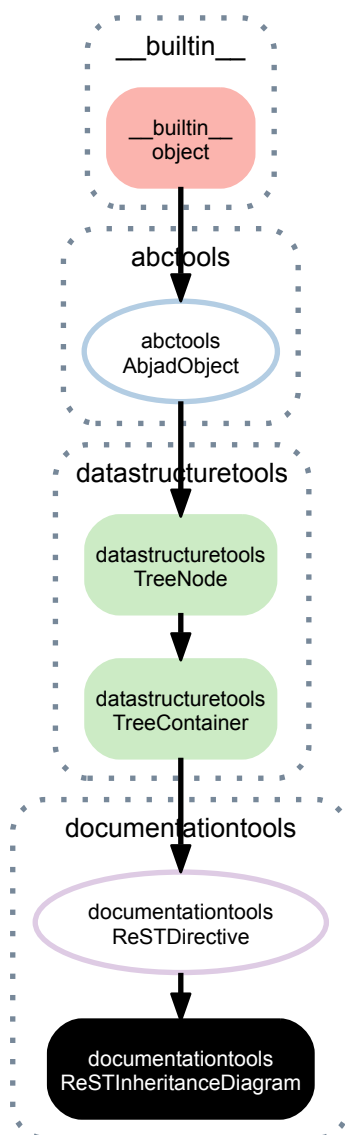 __builtin__
__builtin__
object
abctools
abctools
AbjadObject
datastructuretools
datastructuretools
TreeNode
datastructuretools
TreeContainer
documentationtools
documentationtools
ReSTDirective
documentationtools
ReSTInheritanceDiagram